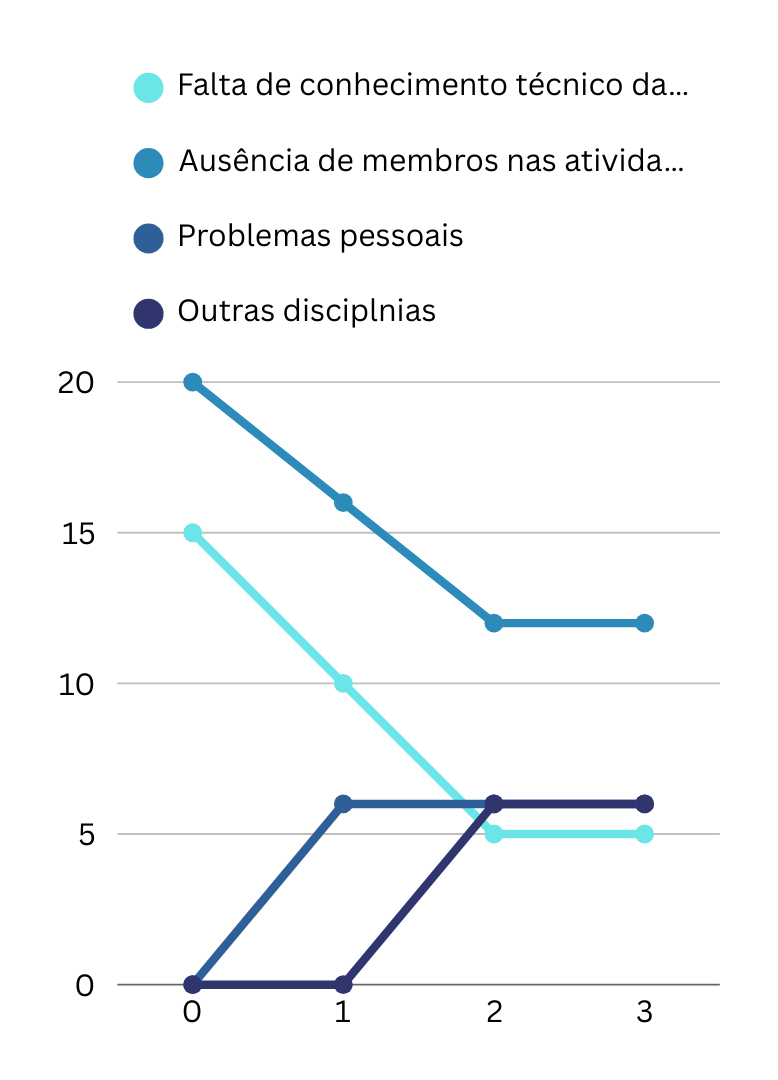 Falta de conhecimento técnico da...
Ausência de membros nas ativida...
Problemas pessoais
Outras disciplnias
20
15
10
5
0
0 1 2 3